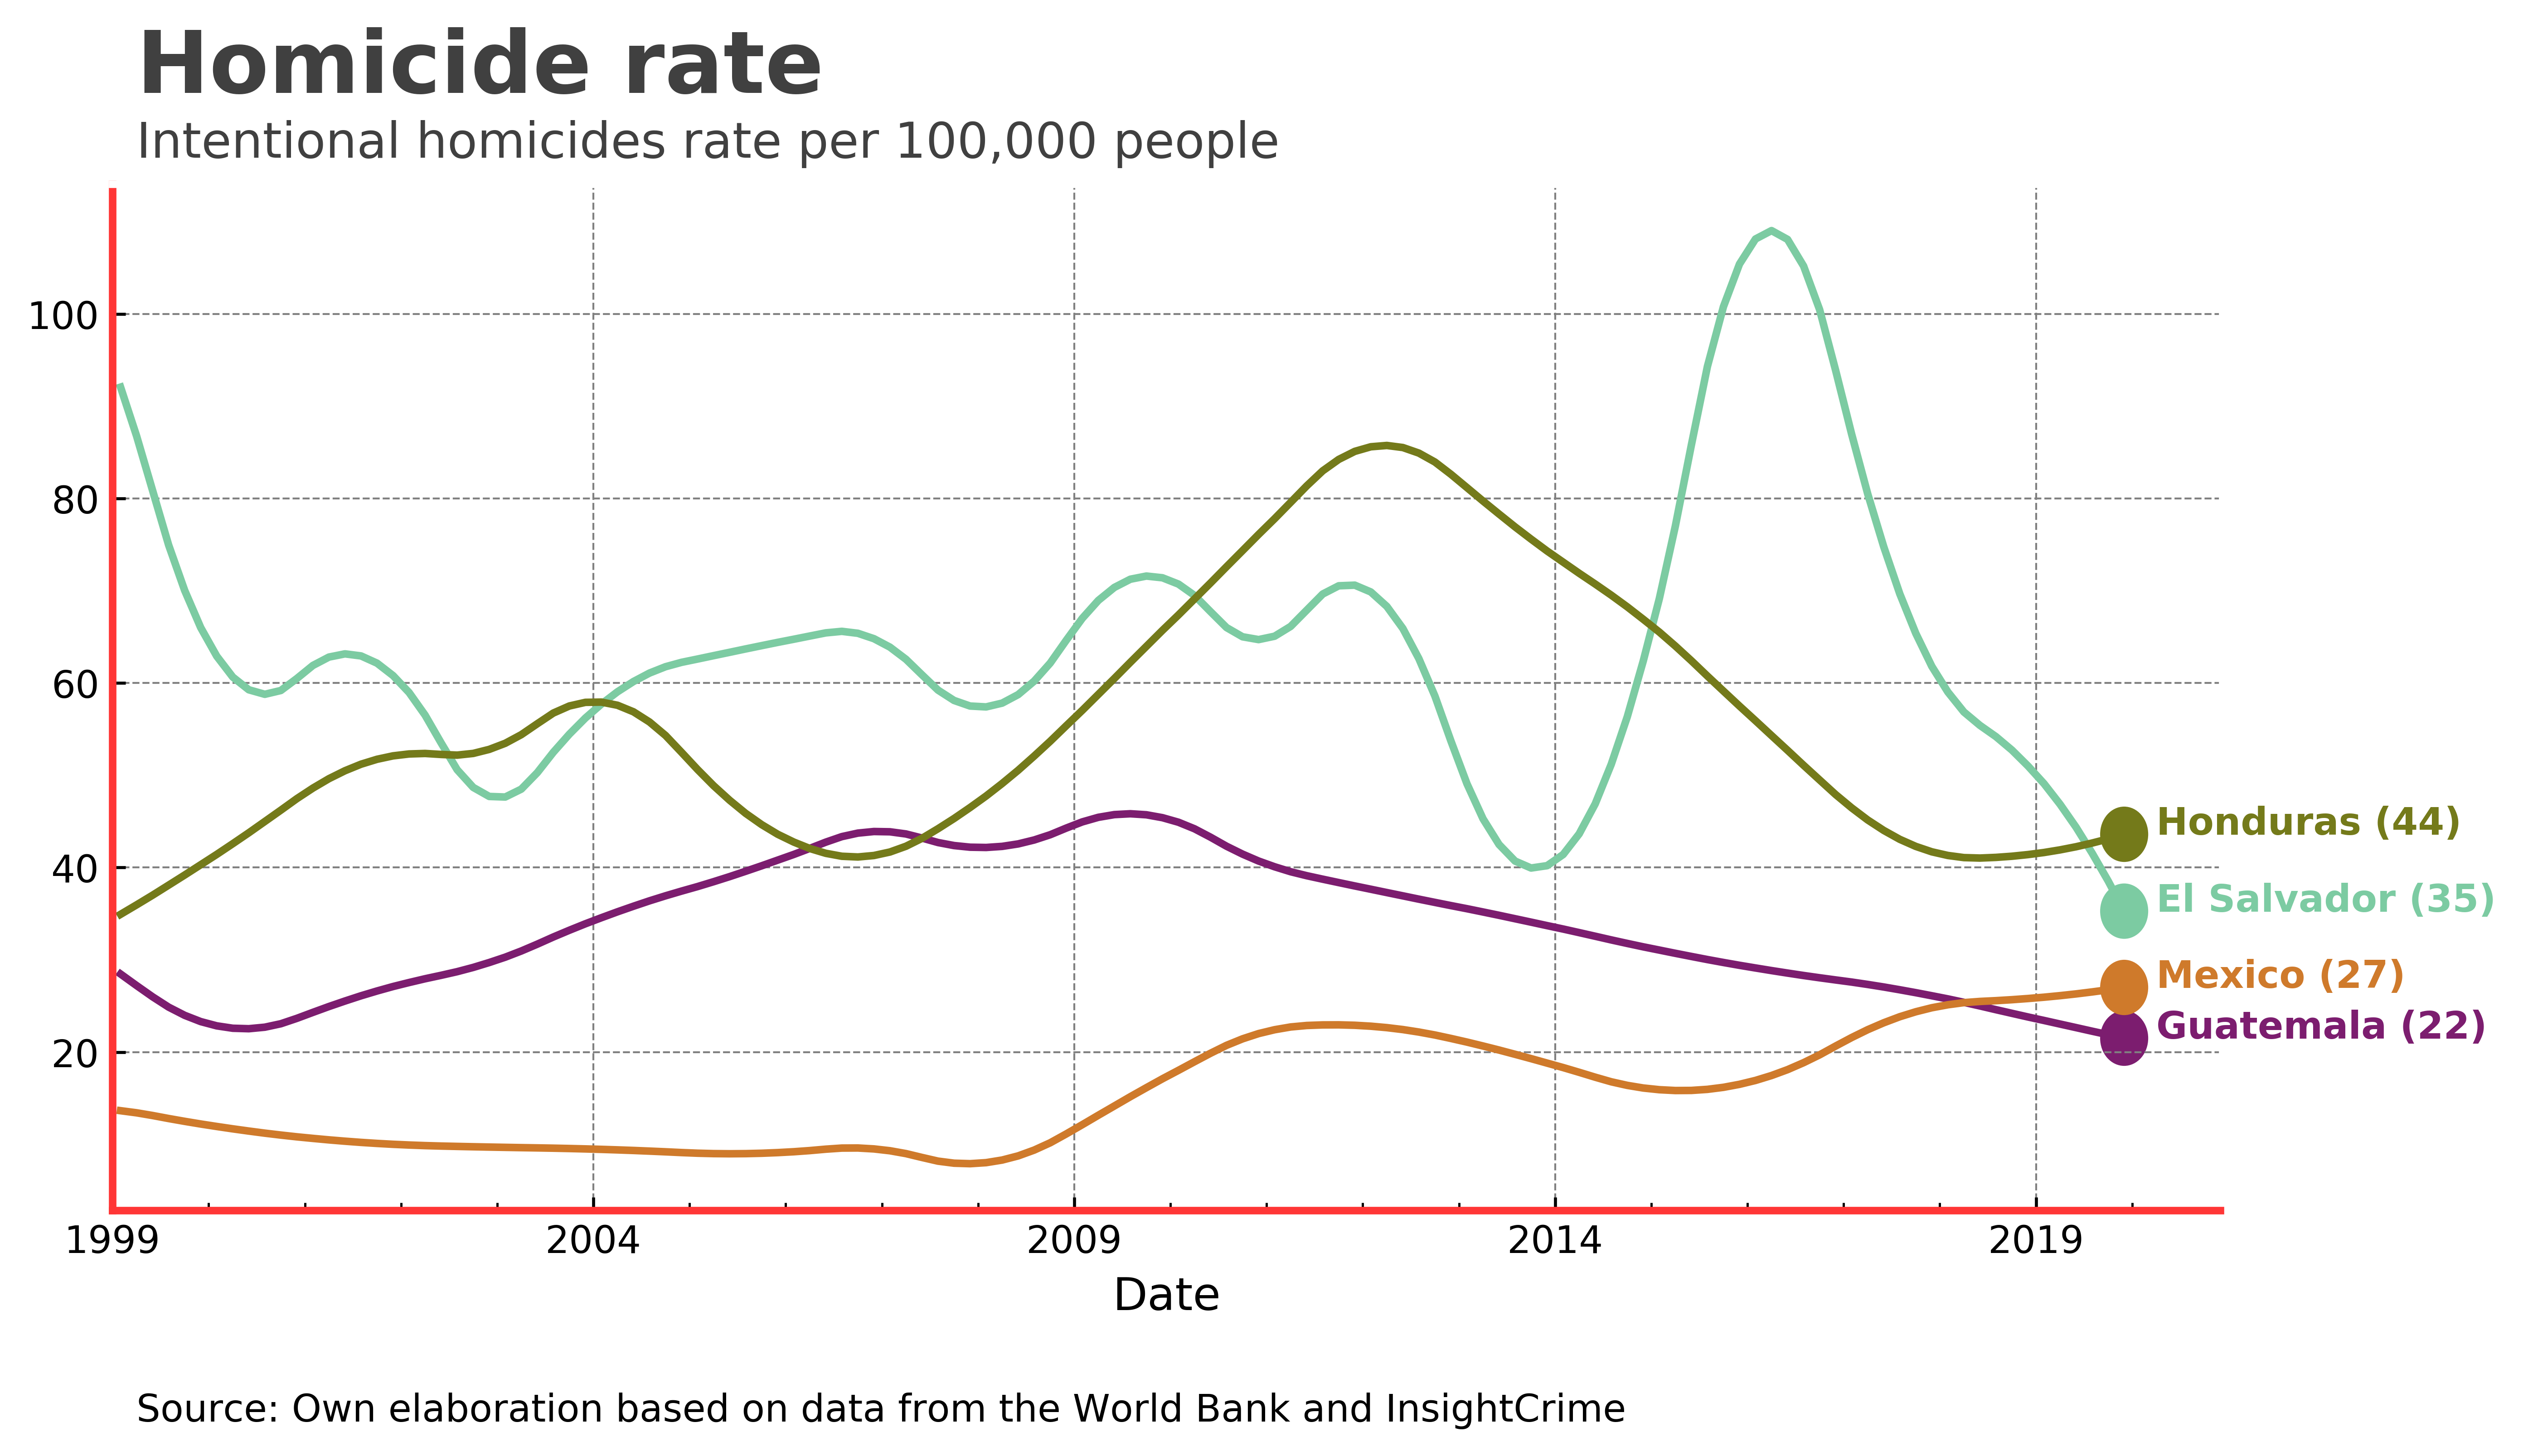 Homicide rate
Intentional homicides rate per 100,000 people
100
80
60
40
20
Honduras (44)
El Salvador (35)
Mexico (27)
Guatemala (22)
1999 2004 2009 2014 2019
Date
Source: Own elaboration based on data from the World Bank and InsightCrime